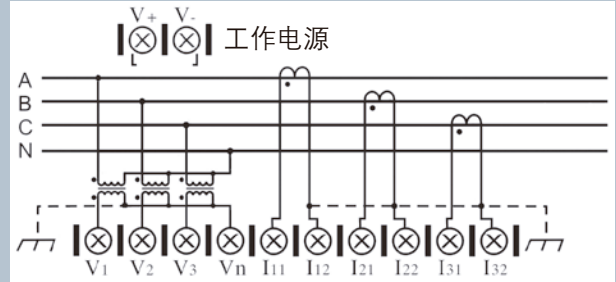 V+ V- 工作电源
A
B
C
N
V1 V2 V3 Vn I11 I12 I21 I22 I31 I32